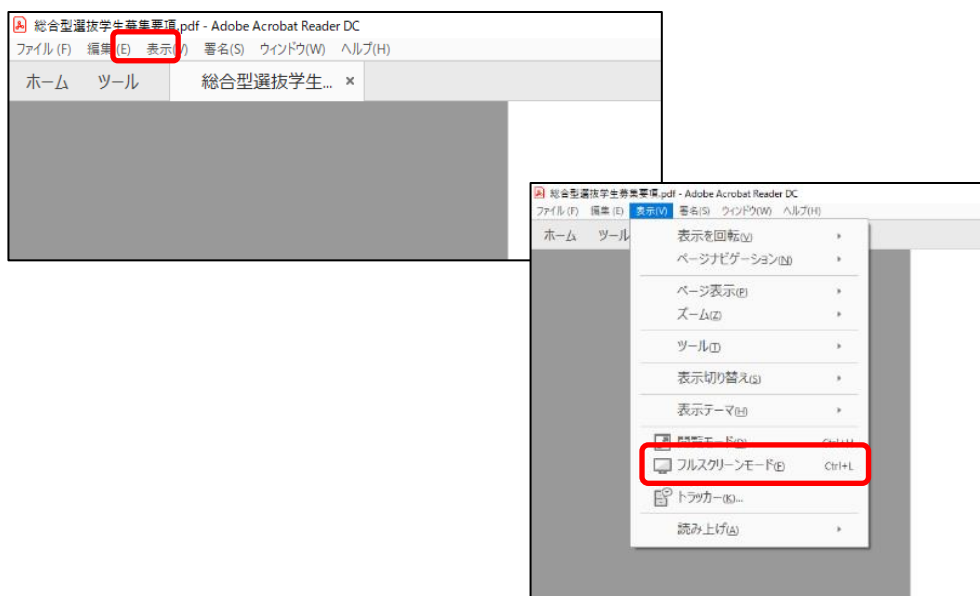 総合型選抜学生募集要項.pdf - Adobe Acrobat Reader DC
ファイル(F) 編集(E) 表示(V) 署名(S) ウィンドウ(W) ヘルプ(H)
ホーム ツール 総合型選抜学生... ×
総合型選抜学生募集要項.pdf - Adobe Acrobat Reader DC
ファイル(F) 編集(E) 表示(V) 署名(S) ウィンドウ(W) ヘルプ(H)
ホーム ツール
表示を回転(V)
ページナビゲーション(N)
ページ表示(P)
ズーム(Z)
ツール(T)
表示切り替え(S)
表示テーマ(H)
閲覧モード(D) Ctrl+H
フルスクリーンモード(F) Ctrl+L
トラッカー(K)...
読み上げ(A)